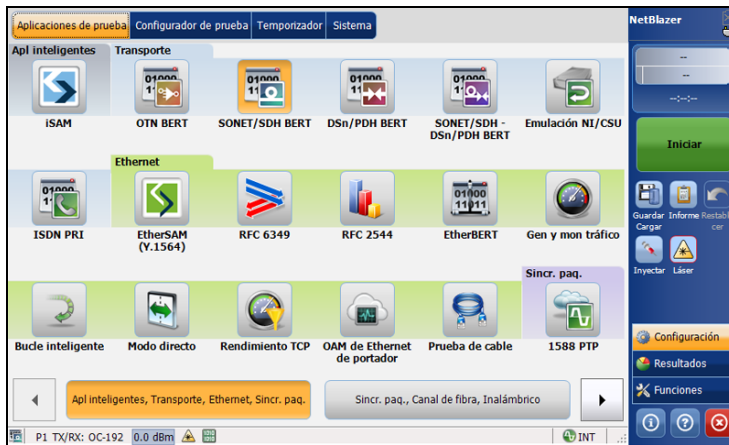 Aplicaciones de prueba Configurador de prueba Temporizador Sistema
NetBlazer
Apl inteligentes Transporte
iSAM OTN BERT SONET/SDH BERT DSn/PDH BERT SONET/SDH - DSn/PDH BERT Emulación NI/CSU
Ethernet
ISDN PRI EtherSAM (Y.1564) RFC 6349 RFC 2544 EtherBERT Gen y mon tráfico
Sincr. paq.
Bucle inteligente Modo directo Rendimiento TCP OAM de Ethernet de portador Prueba de cable 1588 PTP
Apl inteligentes, Transporte, Ethernet, Sincr. paq. Sincr. paq., Canal de fibra, Inalámbrico
P1 TX/RX: OC-192 0.0 dBm INT
--
--
--:--:--
Iniciar
Guardar Cargar Informe Restablecer
Inyectar Láser
Configuración
Resultados
Funciones